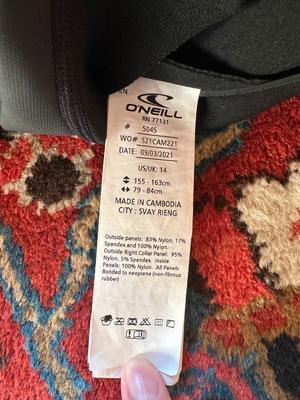 EN
O'NEILL
RN 77131
# 5045
WO# S21CAM221
DATE: 09/03/2021
US/UK: 14
155 - 163cm
79 - 84cm
MADE IN CAMBODIA
CITY : SVAY RIENG
Outside panels: 83% Nylon, 17%
Spandex and 100% Nylon.
Outside Right Collar Panel: 95%
Nylon, 5% Spandex. Inside
Panels: 100% Nylon. All Panels
Bonded to neoprene (non-fibrous
rubber)